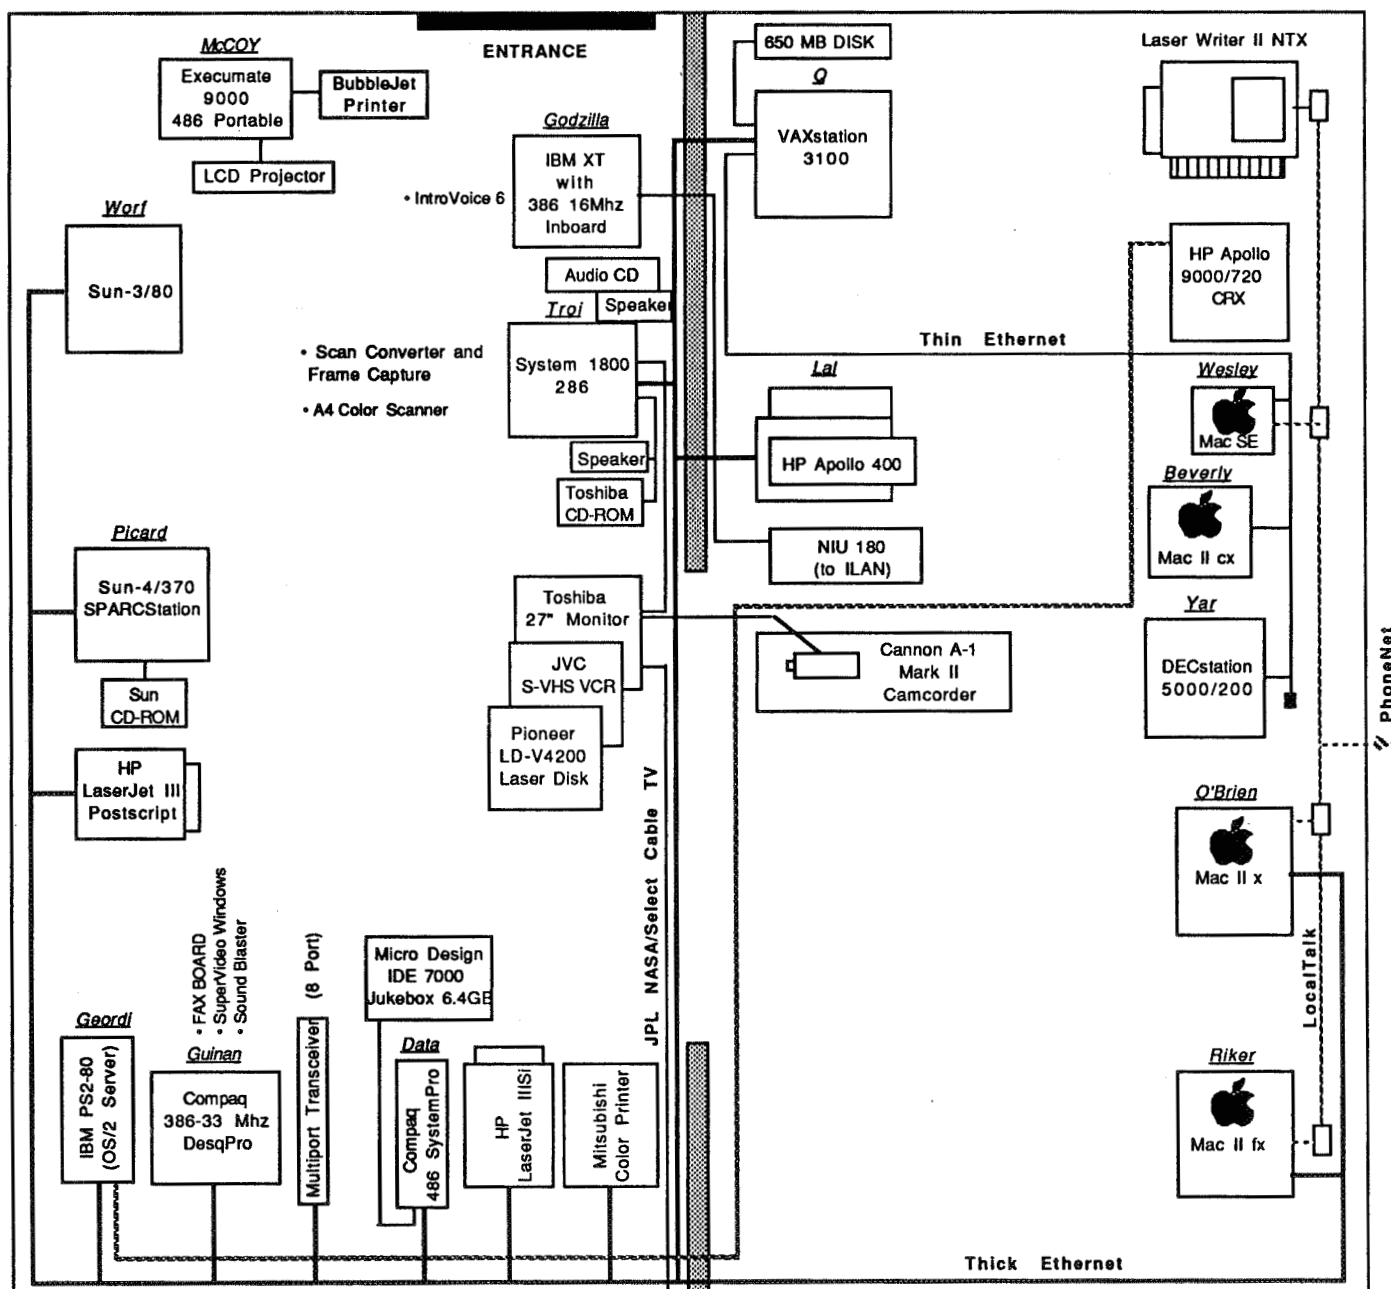 ENTRANCE
McCOY
Execumate
9000
486 Portable
BubbleJet
Printer
LCD Projector
Godzilla
IBM XT
with
386 16Mhz
Inboard
• IntroVoice 6
Worf
Sun-3/80
Audio CD
Speaker
Troi
System 1800
286
• Scan Converter and
Frame Capture
• A4 Color Scanner
Speaker
Toshiba
CD-ROM
Picard
Sun-4/370
SPARCStation
Sun
CD-ROM
HP
LaserJet III
Postscript
Toshiba
27" Monitor
JVC
S-VHS VCR
Pioneer
LD-V4200
Laser Disk
JPL NASA/Select Cable TV
Geordi
IBM PS2-80
(OS/2 Server)
• FAX BOARD
• SuperVideo Windows
• Sound Blaster
Guinan
Compaq
386-33 Mhz
DesqPro
Multiport Transceiver (8 Port)
Micro Design
IDE 7000
Jukebox 6.4GB
Data
Compaq
486 SystemPro
HP
LaserJet IIISi
Mitsubishi
Color Printer
650 MB DISK
Q
VAXstation
3100
Laser Writer II NTX
HP Apollo
9000/720
CRX
Thin Ethernet
Lal
HP Apollo 400
NIU 180
(to ILAN)
Cannon A-1
Mark II
Camcorder
Wesley
Mac SE
Beverly
Mac II cx
Yar
DECstation
5000/200
PhoneNet
O'Brien
Mac II x
LocalTalk
Riker
Mac II fx
Thick Ethernet